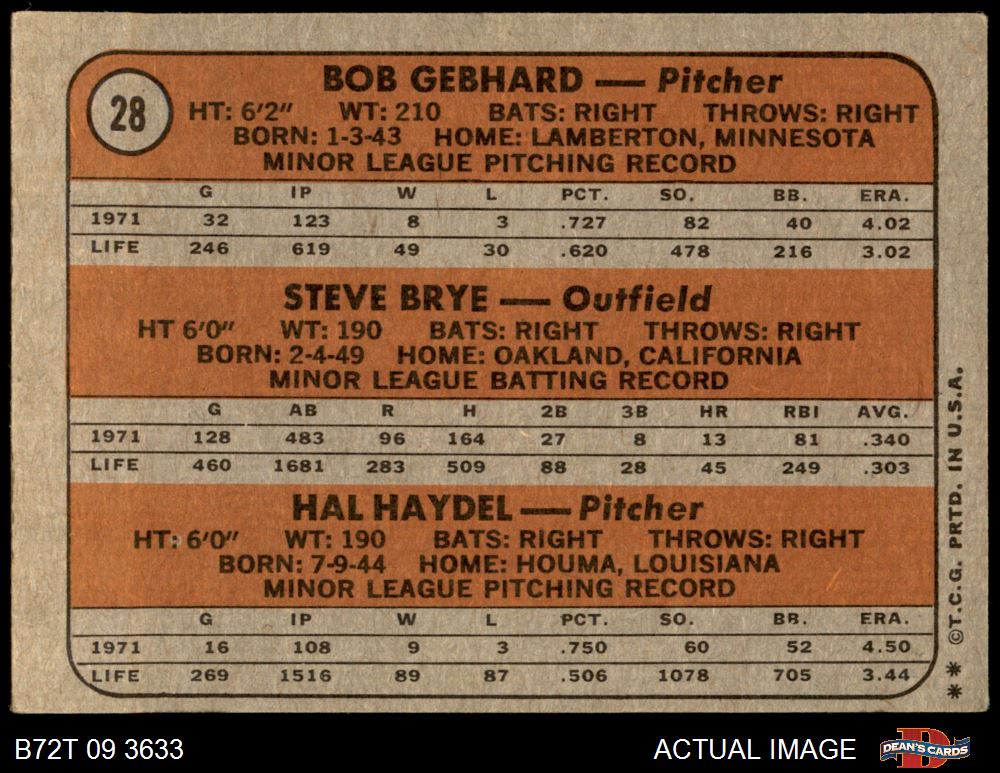 28
BOB GEBHARD — Pitcher
HT: 6'2" WT: 210 BATS: RIGHT THROWS: RIGHT
BORN: 1-3-43 HOME: LAMBERTON, MINNESOTA
MINOR LEAGUE PITCHING RECORD
G IP W L PCT. SO. BB. ERA.
1971 32 123 8 3 .727 82 40 4.02
LIFE 246 619 49 30 .620 478 216 3.02
STEVE BRYE — Outfield
HT 6'0" WT: 190 BATS: RIGHT THROWS: RIGHT
BORN: 2-4-49 HOME: OAKLAND, CALIFORNIA
MINOR LEAGUE BATTING RECORD
G AB R H 2B 3B HR RBI AVG.
1971 128 483 96 164 27 8 13 81 .340
LIFE 460 1681 283 509 88 28 45 249 .303
HAL HAYDEL — Pitcher
HT: 6'0" WT: 190 BATS: RIGHT THROWS: RIGHT
BORN: 7-9-44 HOME: HOUMA, LOUISIANA
MINOR LEAGUE PITCHING RECORD
G IP W L PCT. SO. BB. ERA.
1971 16 108 9 3 .750 60 52 4.50
LIFE 269 1516 89 87 .506 1078 705 3.44
** ©T.C.G. PRTD. IN U.S.A.
B72T 09 3633 ACTUAL IMAGE DEAN'S CARDS